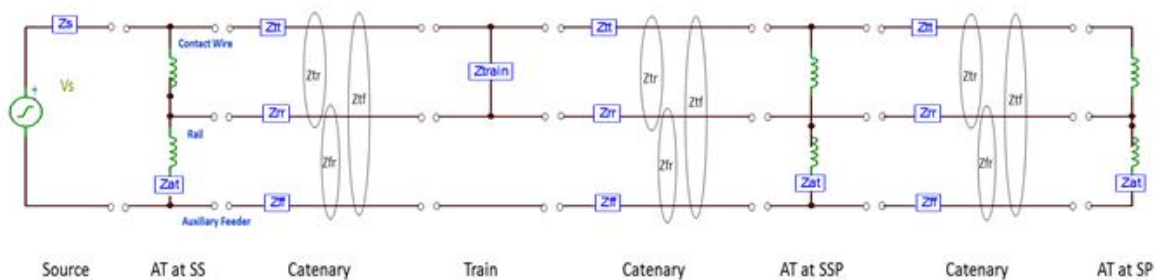 Zs
Ztt
Ztt
Ztt
Contact Wire
Vs
+
Ztr
Ztf
Ztrain
Ztr
Ztf
Ztr
Ztf
Zrr
Zrr
Zrr
Rail
Zfr
Zfr
Zfr
Zat
Zat
Zat
Zff
Zff
Zff
Auxillary Feeder
Source
AT at SS
Catenary
Train
Catenary
AT at SSP
Catenary
AT at SP